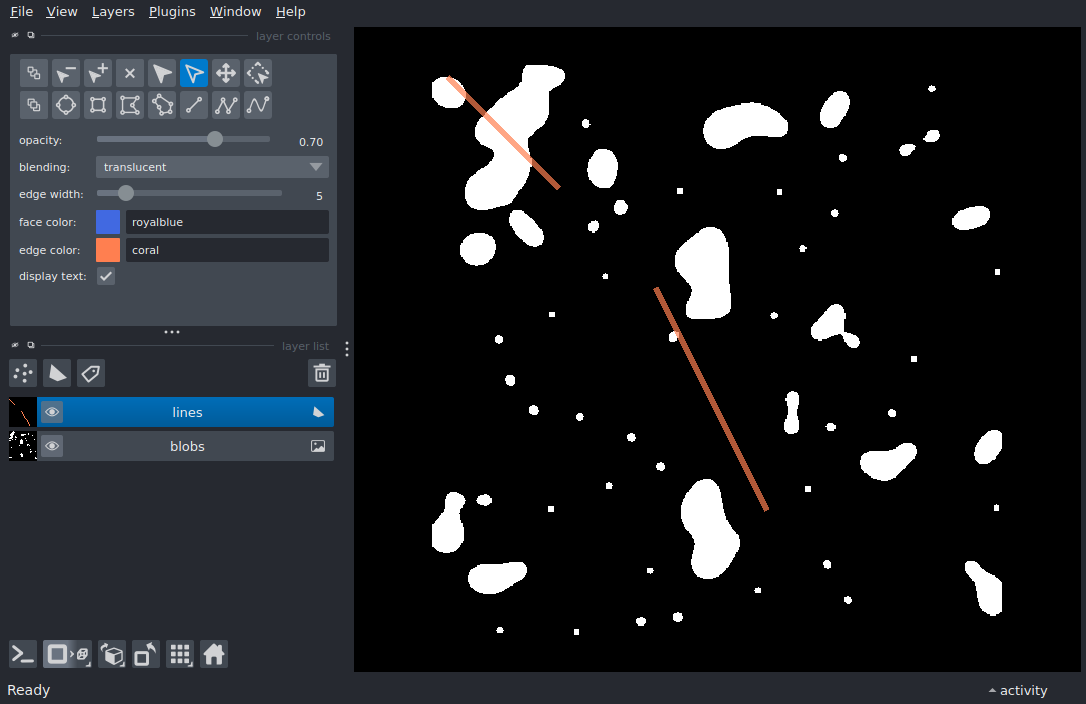 File View Layers Plugins Window Help
layer controls
opacity: 0.70
blending: translucent
edge width: 5
face color: royalblue
edge color: coral
display text:
layer list
lines
blobs
Ready activity